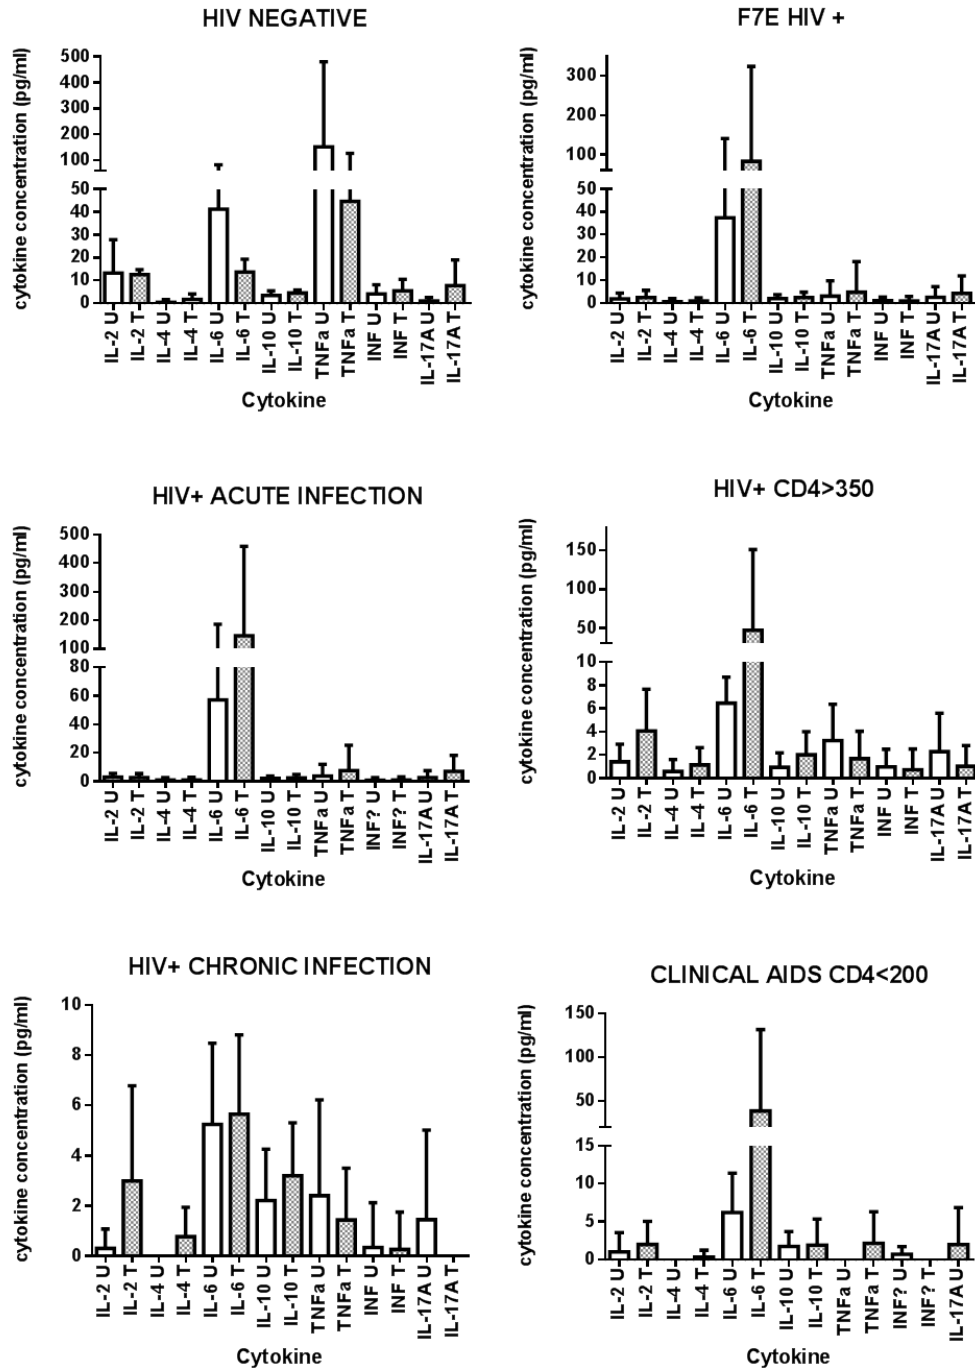 HIV NEGATIVE
cytokine concentration (pg/ml)
500
400
300
200
100
50
40
30
20
10
0
IL-2 U
IL-2 T
IL-4 U
IL-4 T
IL-6 U
IL-6 T
IL-10 U
IL-10 T
TNFa U
TNFa T
INF U
INF T
IL-17A U
IL-17A T
Cytokine
F7E HIV +
cytokine concentration (pg/ml)
300
200
100
50
40
30
20
10
0
IL-2 U
IL-2 T
IL-4 U
IL-4 T
IL-6 U
IL-6 T
IL-10 U
IL-10 T
TNFa U
TNFa T
INF U
INF T
IL-17A U
IL-17A T
Cytokine
HIV+ ACUTE INFECTION
cytokine concentration (pg/ml)
500
400
300
200
100
80
60
40
20
0
IL-2 U
IL-2 T
IL-4 U
IL-4 T
IL-6 U
IL-6 T
IL-10 U
IL-10 T
TNFa U
TNFa T
INF? U
INF? T
IL-17A U
IL-17A T
Cytokine
HIV+ CD4>350
cytokine concentration (pg/ml)
150
100
50
10
8
6
4
2
0
IL-2 U
IL-2 T
IL-4 U
IL-4 T
IL-6 U
IL-6 T
IL-10 U
IL-10 T
TNFa U
TNFa T
INF U
INF T
IL-17A U
IL-17A T
Cytokine
HIV+ CHRONIC INFECTION
cytokine concentration (pg/ml)
10
8
6
4
2
0
IL-2 U
IL-2 T
IL-4 U
IL-4 T
IL-6 U
IL-6 T
IL-10 U
IL-10 T
TNFa U
TNFa T
INF U
INF T
IL-17A U
IL-17A T
Cytokine
CLINICAL AIDS CD4<200
cytokine concentration (pg/ml)
150
100
50
15
10
5
0
IL-2 U
IL-2 T
IL-4 U
IL-4 T
IL-6 U
IL-6 T
IL-10 U
IL-10 T
TNFa U
TNFa T
INF? U
INF? T
IL-17A U
Cytokine